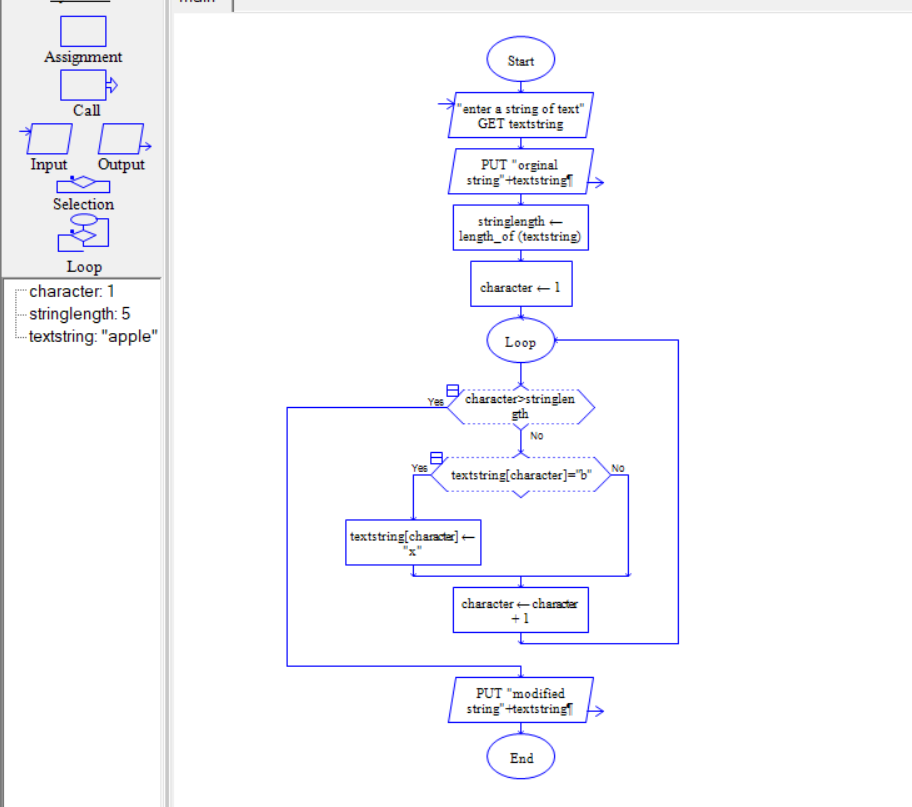 main
Assignment
Call
Input Output
Selection
Loop
character: 1
stringlength: 5
textstring: "apple"
Start
"enter a string of text"
GET textstring
PUT "orginal
string"+textstring¶
stringlength ←
length_of (textstring)
character ← 1
Loop
Yes
character>stringlen
gth
No
Yes
textstring[character]="b"
No
textstring[character] ←
"x"
character ← character
+ 1
PUT "modified
string"+textstring¶
End